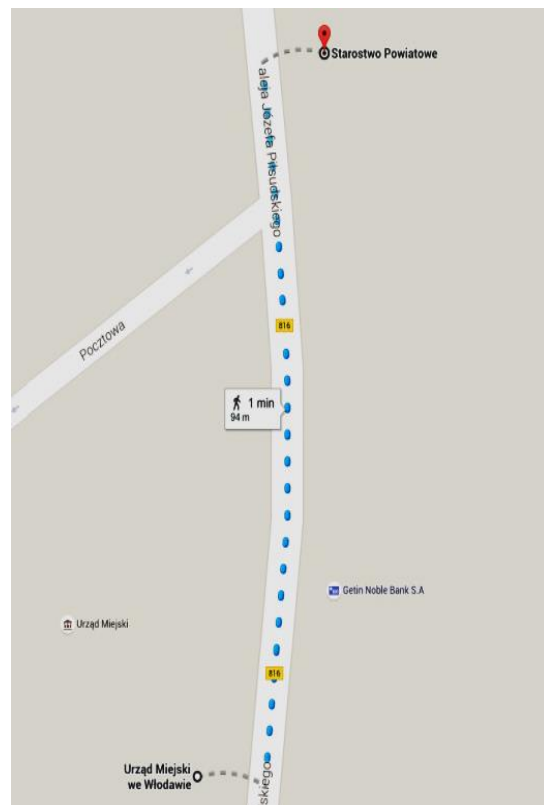 Starostwo Powiatowe
aleja Józefa Piłsudskiego
816
Pocztowa
1 min
94 m
Getin Noble Bank S.A
Urząd Miejski
816
Urząd Miejski
we Włodawie
skiego